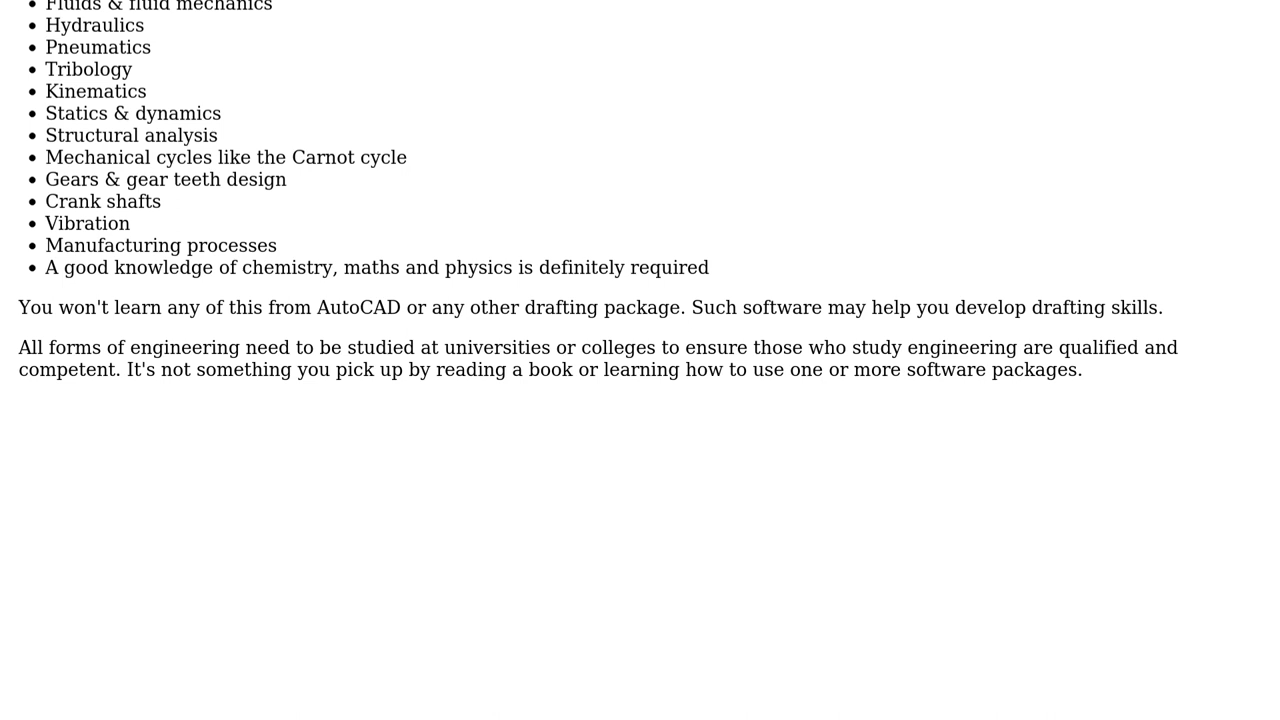 • Fluids & fluid mechanics
• Hydraulics
• Pneumatics
• Tribology
• Kinematics
• Statics & dynamics
• Structural analysis
• Mechanical cycles like the Carnot cycle
• Gears & gear teeth design
• Crank shafts
• Vibration
• Manufacturing processes
• A good knowledge of chemistry, maths and physics is definitely required
You won't learn any of this from AutoCAD or any other drafting package. Such software may help you develop drafting skills.
All forms of engineering need to be studied at universities or colleges to ensure those who study engineering are qualified and
competent. It's not something you pick up by reading a book or learning how to use one or more software packages.